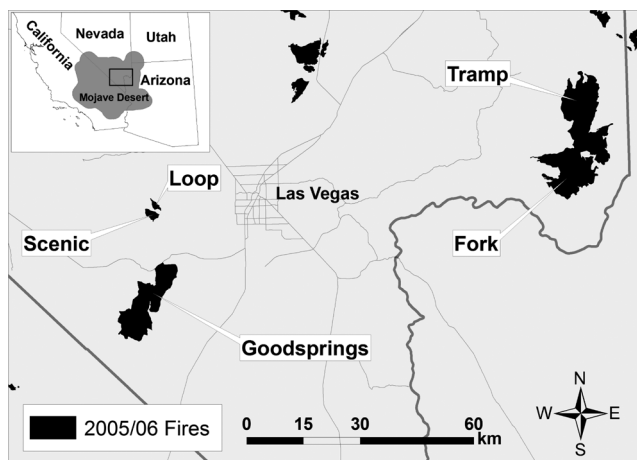 Nevada
Utah
California
Arizona
Mojave Desert
Tramp
Loop
Las Vegas
Scenic
Fork
Goodsprings
2005/06 Fires
0 15 30 60
km
N
W E
S